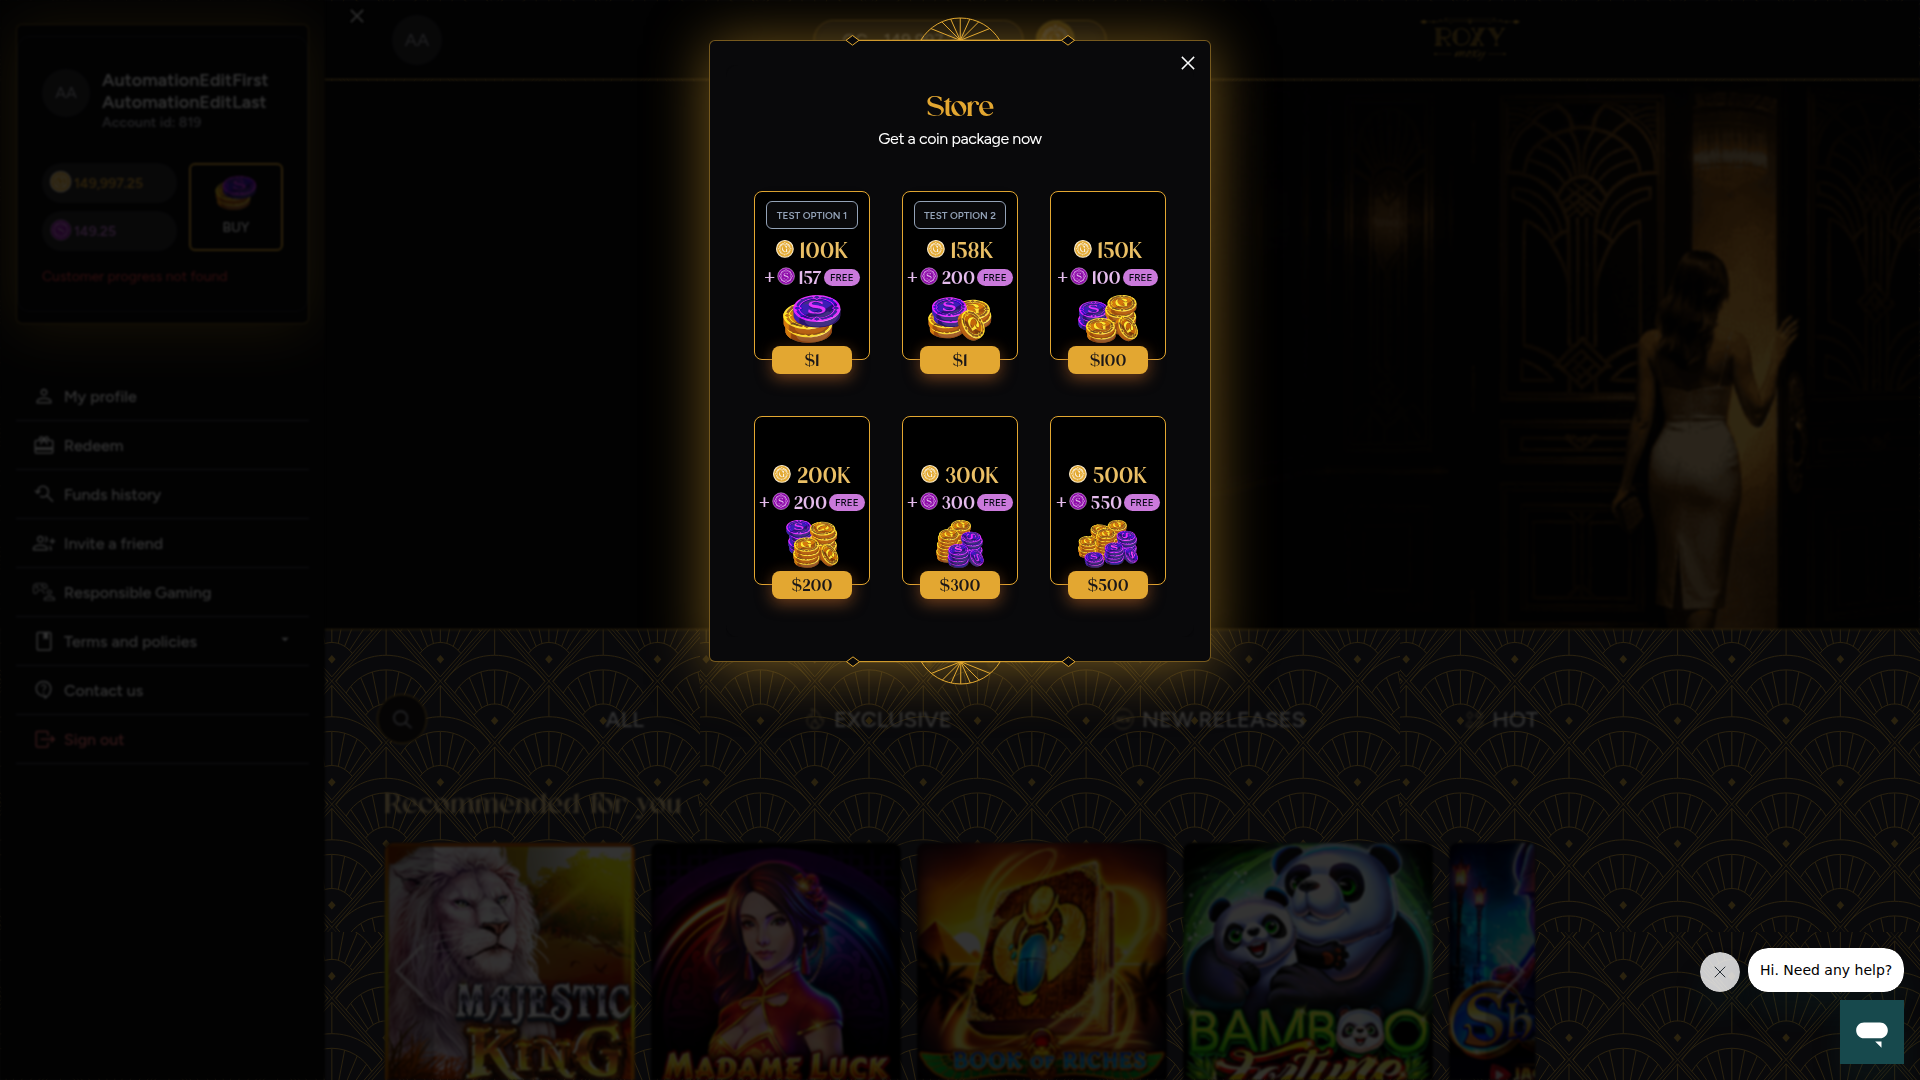 AA
AutomationEditFirst
AutomationEditLast
Account id: 819
149,997.25
149.25
BUY
Customer progress not found
My profile
Redeem
Funds history
Invite a friend
Responsible Gaming
Terms and policies
Contact us
Sign out
AA
ROXY
Store
Get a coin package now
TEST OPTION 1
100K
+ S 157 FREE
$1
TEST OPTION 2
158K
+ S 200 FREE
$1
150K
+ S 100 FREE
$100
200K
+ S 200 FREE
$200
300K
+ S 300 FREE
$300
500K
+ S 550 FREE
$500
ALL
EXCLUSIVE
NEW RELEASES
HOT
Recommended for you
MAJESTIC
KING
MADAME LUCK
BOOK OF RICHES
BAMBOO
Fortune
Sh
JA
Hi. Need any help?